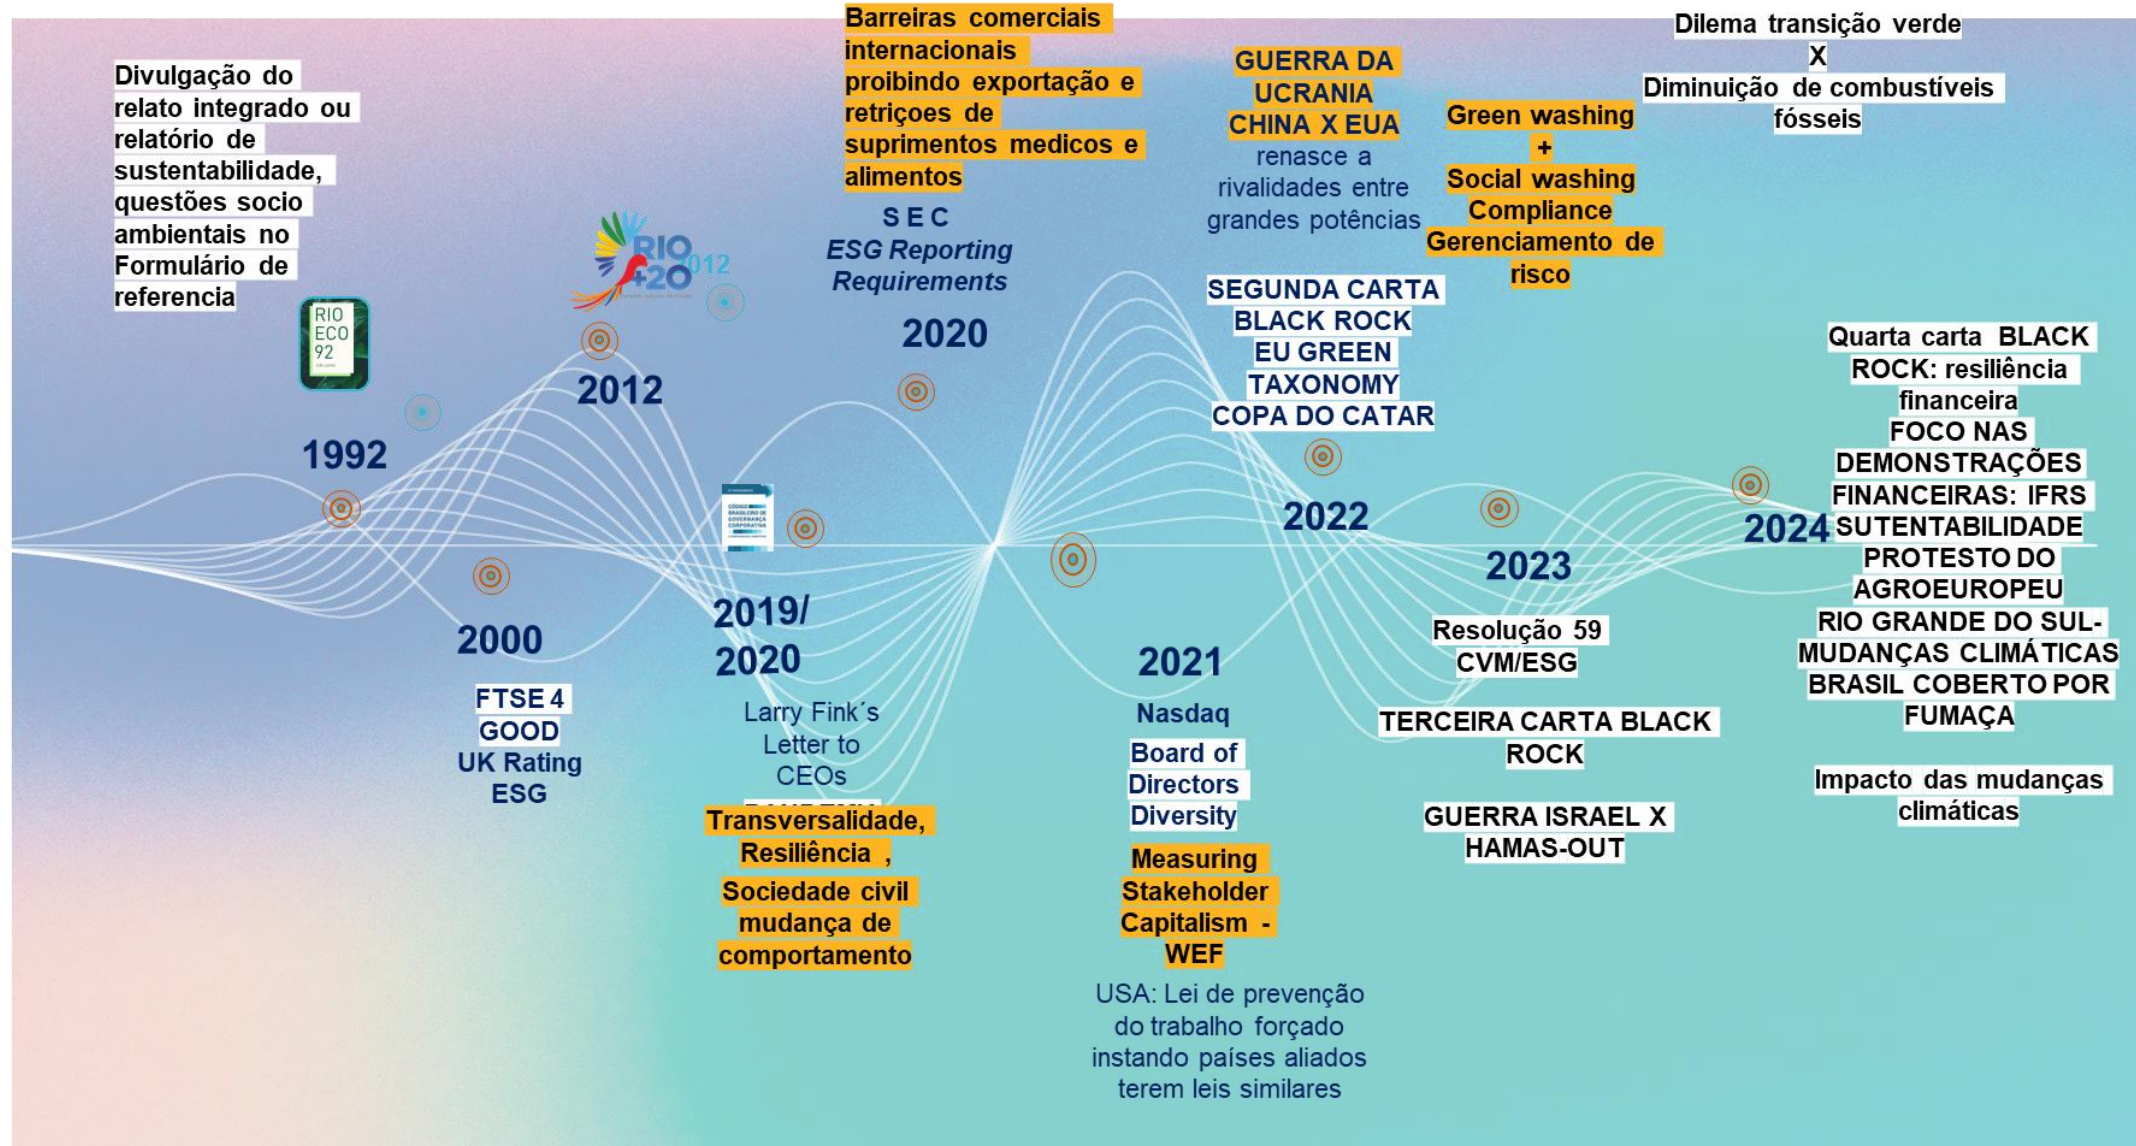 Divulgação do
relato integrado ou
relatório de
sustentabilidade,
questões socio
ambientais no
Formulário de
referencia
RIO
ECO
92
1992
2000
FTSE 4
GOOD
UK Rating
ESG
RIO
+20
2012
2012
2019/
2020
CÓDIGO
BRASILEIRO DE
GOVERNANÇA
CORPORATIVA
Larry Fink´s
Letter to
CEOs
Transversalidade,
Resiliência ,
Sociedade civil
mudança de
comportamento
Barreiras comerciais
internacionais
proibindo exportação e
retriçoes de
suprimentos medicos e
alimentos
S E C
ESG Reporting
Requirements
2020
2021
Nasdaq
Board of
Directors
Diversity
Measuring
Stakeholder
Capitalism -
WEF
USA: Lei de prevenção
do trabalho forçado
instando países aliados
terem leis similares
GUERRA DA
UCRANIA
CHINA X EUA
renasce a
rivalidades entre
grandes potências
SEGUNDA CARTA
BLACK ROCK
EU GREEN
TAXONOMY
COPA DO CATAR
2022
Green washing
+
Social washing
Compliance
Gerenciamento de
risco
2023
Resolução 59
CVM/ESG
TERCEIRA CARTA BLACK
ROCK
GUERRA ISRAEL X
HAMAS-OUT
Dilema transição verde
X
Diminuição de combustíveis
fósseis
2024
Quarta carta BLACK
ROCK: resiliência
financeira
FOCO NAS
DEMONSTRAÇÕES
FINANCEIRAS: IFRS
SUTENTABILIDADE
PROTESTO DO
AGROEUROPEU
RIO GRANDE DO SUL-
MUDANÇAS CLIMÁTICAS
BRASIL COBERTO POR
FUMAÇA
Impacto das mudanças
climáticas